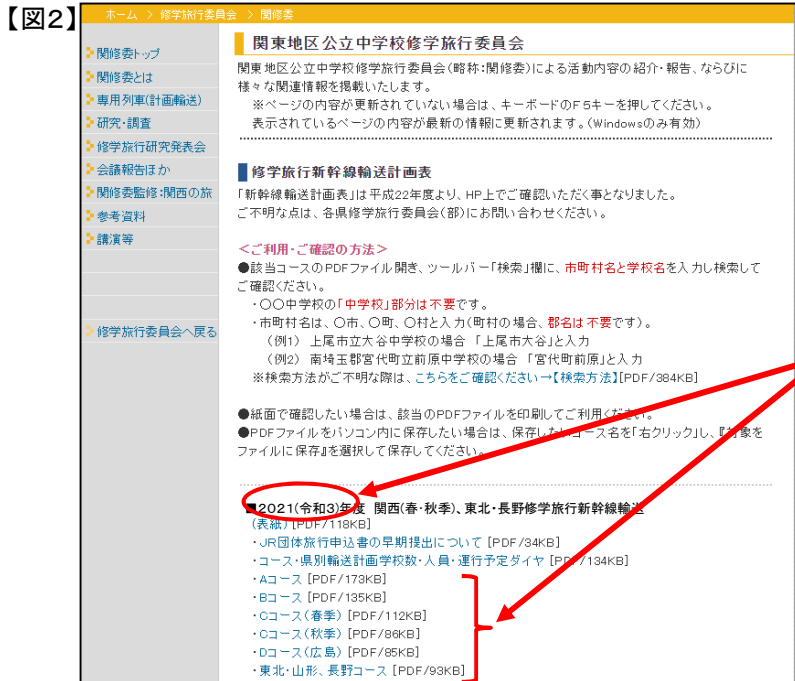 【図2】
ホーム > 修学旅行委員会 > 関修委
関修委トップ
関修委とは
専用列車(計画輸送)
研究・調査
修学旅行研究発表会
会議報告ほか
関修委監修:関西の旅
参考資料
講演等
修学旅行委員会へ戻る
関東地区公立中学校修学旅行委員会
関東地区公立中学校修学旅行委員会(略称:関修委)による活動内容の紹介・報告、ならびに
様々な関連情報を掲載いたします。
※ページの内容が更新されていない場合は、キーボードのF5キーを押してください。
表示されているページの内容が最新の情報に更新されます。(Windowsのみ有効)
修学旅行新幹線輸送計画表
「新幹線輸送計画表」は平成22年度より、HP上でご確認いただく事となりました。
ご不明な点は、各県修学旅行委員会(部)にお問い合わせください。
<ご利用・ご確認の方法>
●該当コースのPDFファイル開き、ツールバー「検索」欄に、市町村名と学校名を入力し検索して
ご確認ください。
・〇〇中学校の「中学校」部分は不要です。
・市町村名は、〇市、〇町、〇村と入力(町村の場合、郡名は不要です)。
(例1) 上尾市立大谷中学校の場合 「上尾市大谷」と入力
(例2) 南埼玉郡宮代町立前原中学校の場合 「宮代町前原」と入力
※検索方法がご不明な際は、こちらをご確認ください→【検索方法】[PDF/384KB]
●紙面で確認したい場合は、該当のPDFファイルを印刷してご利用ください。
●PDFファイルをパソコン内に保存したい場合は、保存したいコース名を「右クリック」し、『対象を
ファイルに保存』を選択して保存してください。
■2021(令和3)年度 関西(春・秋季)、東北・長野修学旅行新幹線輸送
(表紙) [PDF/118KB]
・JR団体旅行申込書の早期提出について [PDF/34KB]
・コース・県別輸送計画学校数・人員・運行予定ダイヤ [PDF/134KB]
・Aコース [PDF/173KB]
・Bコース [PDF/135KB]
・Cコース(春季) [PDF/112KB]
・Cコース(秋季) [PDF/86KB]
・Dコース(広島) [PDF/85KB]
・東北・山形、長野コース [PDF/93KB]